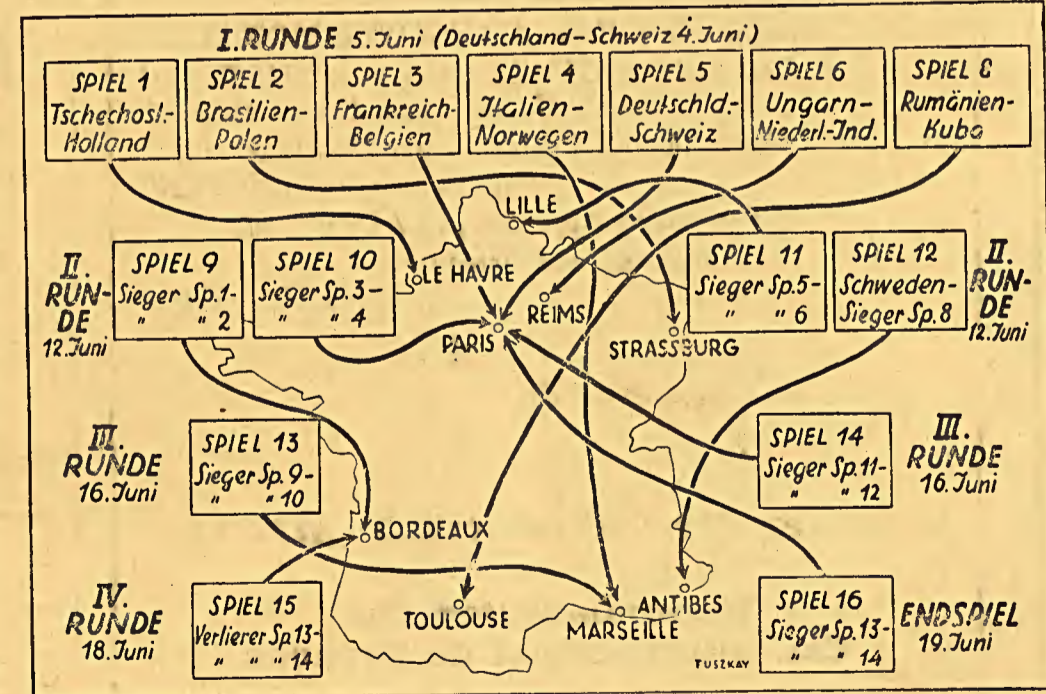 I. RUNDE 5. Juni (Deutschland-Schweiz 4. Juni)
SPIEL 1
Tschechosl.-
Holland
SPIEL 2
Brasilien-
Polen
SPIEL 3
Frankreich-
Belgien
SPIEL 4
Italien-
Norwegen
SPIEL 5
Deutschld.-
Schweiz
SPIEL 6
Ungarn-
Niederl.-Ind.
SPIEL 8
Rumänien-
Kuba
LILLE
LE HAVRE
REIMS
PARIS
STRASSBURG
II.
RUN-
DE
12. Juni
SPIEL 9
Sieger Sp. 1-
" " 2
SPIEL 10
Sieger Sp. 3-
" " 4
SPIEL 11
Sieger Sp. 5-
" " 6
SPIEL 12
Schweden-
Sieger Sp. 8
II.
RUN-
DE
12. Juni
III.
RUNDE
16. Juni
SPIEL 13
Sieger Sp. 9-
" " 10
SPIEL 14
Sieger Sp. 11-
" " 12
III.
RUNDE
16. Juni
BORDEAUX
TOULOUSE
MARSEILLE
ANTIBES
IV.
RUNDE
18. Juni
SPIEL 15
Verlierer Sp. 13-
" " " 14
SPIEL 16
Sieger Sp. 13-
" " 14
ENDSPIEL
19. Juni
TUSZKAY